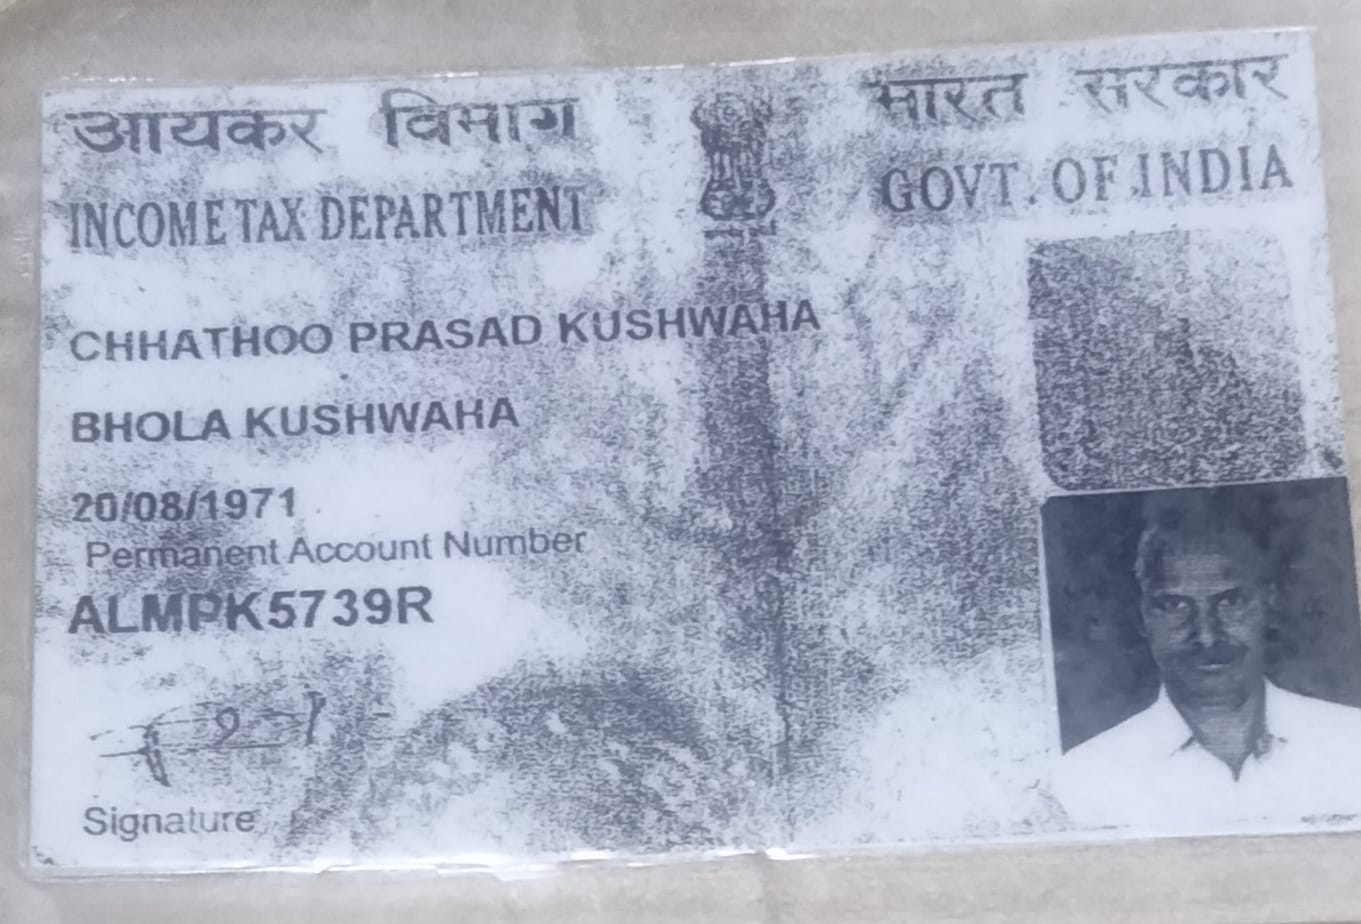 आयकर विभाग
भारत सरकार
INCOME TAX DEPARTMENT
GOVT. OF INDIA
CHHATHOO PRASAD KUSHWAHA
BHOLA KUSHWAHA
20/08/1971
Permanent Account Number
ALMPK5739R
Signature